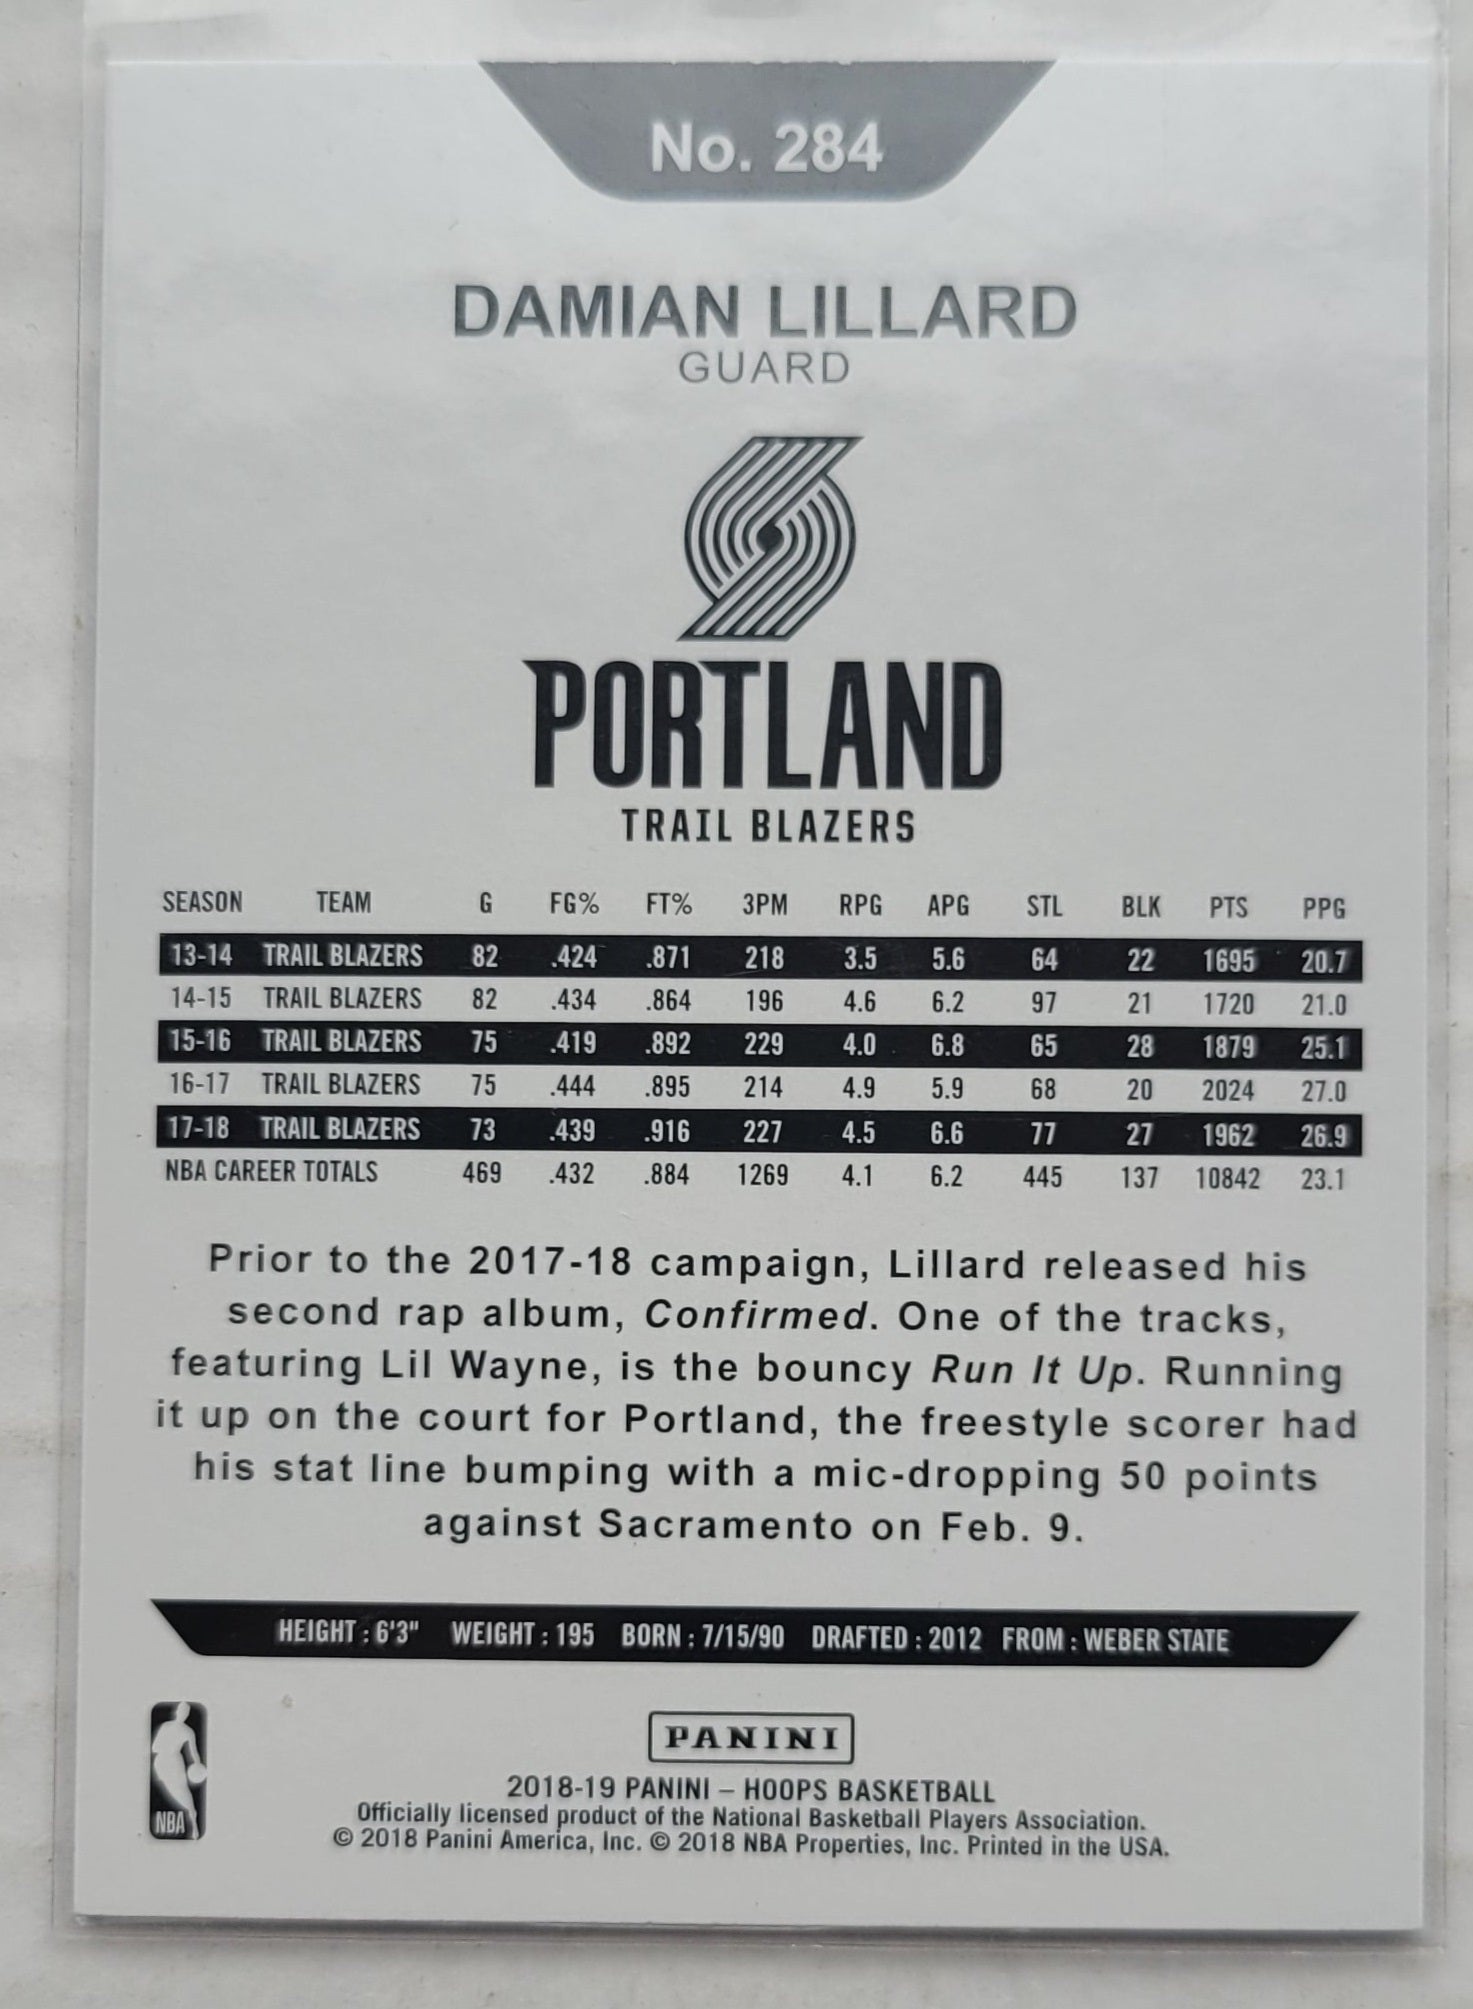 No. 284
DAMIAN LILLARD
GUARD
PORTLAND
TRAIL BLAZERS
SEASON TEAM G FG% FT% 3PM RPG APG STL BLK PTS PPG
13-14 TRAIL BLAZERS 82 .424 .871 218 3.5 5.6 64 22 1695 20.7
14-15 TRAIL BLAZERS 82 .434 .864 196 4.6 6.2 97 21 1720 21.0
15-16 TRAIL BLAZERS 75 .419 .892 229 4.0 6.8 65 28 1879 25.1
16-17 TRAIL BLAZERS 75 .444 .895 214 4.9 5.9 68 20 2024 27.0
17-18 TRAIL BLAZERS 73 .439 .916 227 4.5 6.6 77 27 1962 26.9
NBA CAREER TOTALS 469 .432 .884 1269 4.1 6.2 445 137 10842 23.1
Prior to the 2017-18 campaign, Lillard released his
second rap album, Confirmed. One of the tracks,
featuring Lil Wayne, is the bouncy Run It Up. Running
it up on the court for Portland, the freestyle scorer had
his stat line bumping with a mic-dropping 50 points
against Sacramento on Feb. 9.
HEIGHT : 6'3" WEIGHT : 195 BORN : 7/15/90 DRAFTED : 2012 FROM : WEBER STATE
PANINI
NBA
2018-19 PANINI – HOOPS BASKETBALL
Officially licensed product of the National Basketball Players Association.
© 2018 Panini America, Inc. © 2018 NBA Properties, Inc. Printed in the USA.